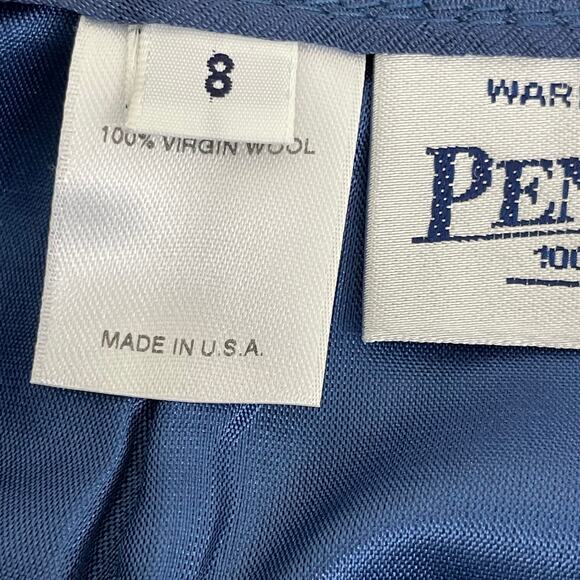 8
100% VIRGIN WOOL
MADE IN U.S.A.
WAR
PEN
100